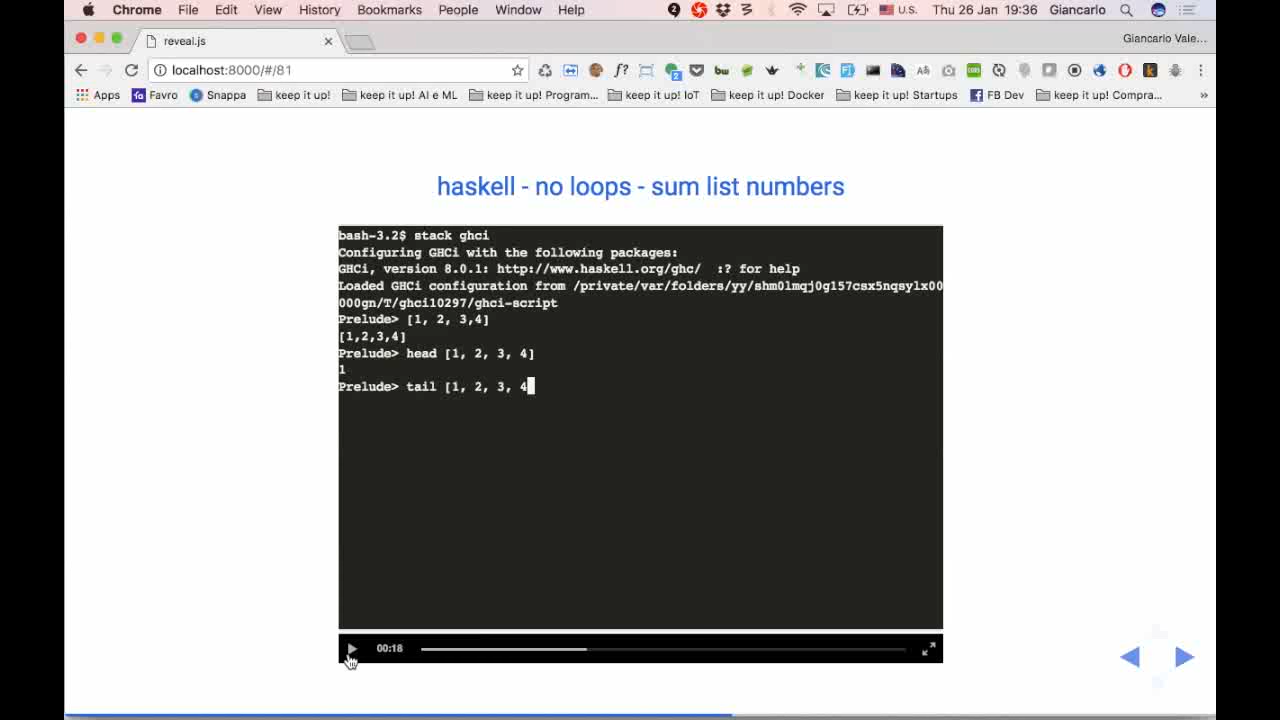 Chrome File Edit View History Bookmarks People Window Help U.S. Thu 26 Jan 19:36 Giancarlo
reveal.js Giancarlo Vale...
localhost:8000/#/81
Apps Favro Snappa keep it up! keep it up! AI e ML keep it up! Program... keep it up! IoT keep it up! Docker keep it up! Startups FB Dev keep it up! Compra... »
haskell - no loops - sum list numbers
bash-3.2$ stack ghci
Configuring GHCi with the following packages:
GHCi, version 8.0.1: http://www.haskell.org/ghc/  :? for help
Loaded GHCi configuration from /private/var/folders/yy/shm0lmqj0g157csx5nqsylx00
000gn/T/ghci10297/ghci-script
Prelude> [1, 2, 3,4]
[1,2,3,4]
Prelude> head [1, 2, 3, 4]
1
Prelude> tail [1, 2, 3, 4
00:18